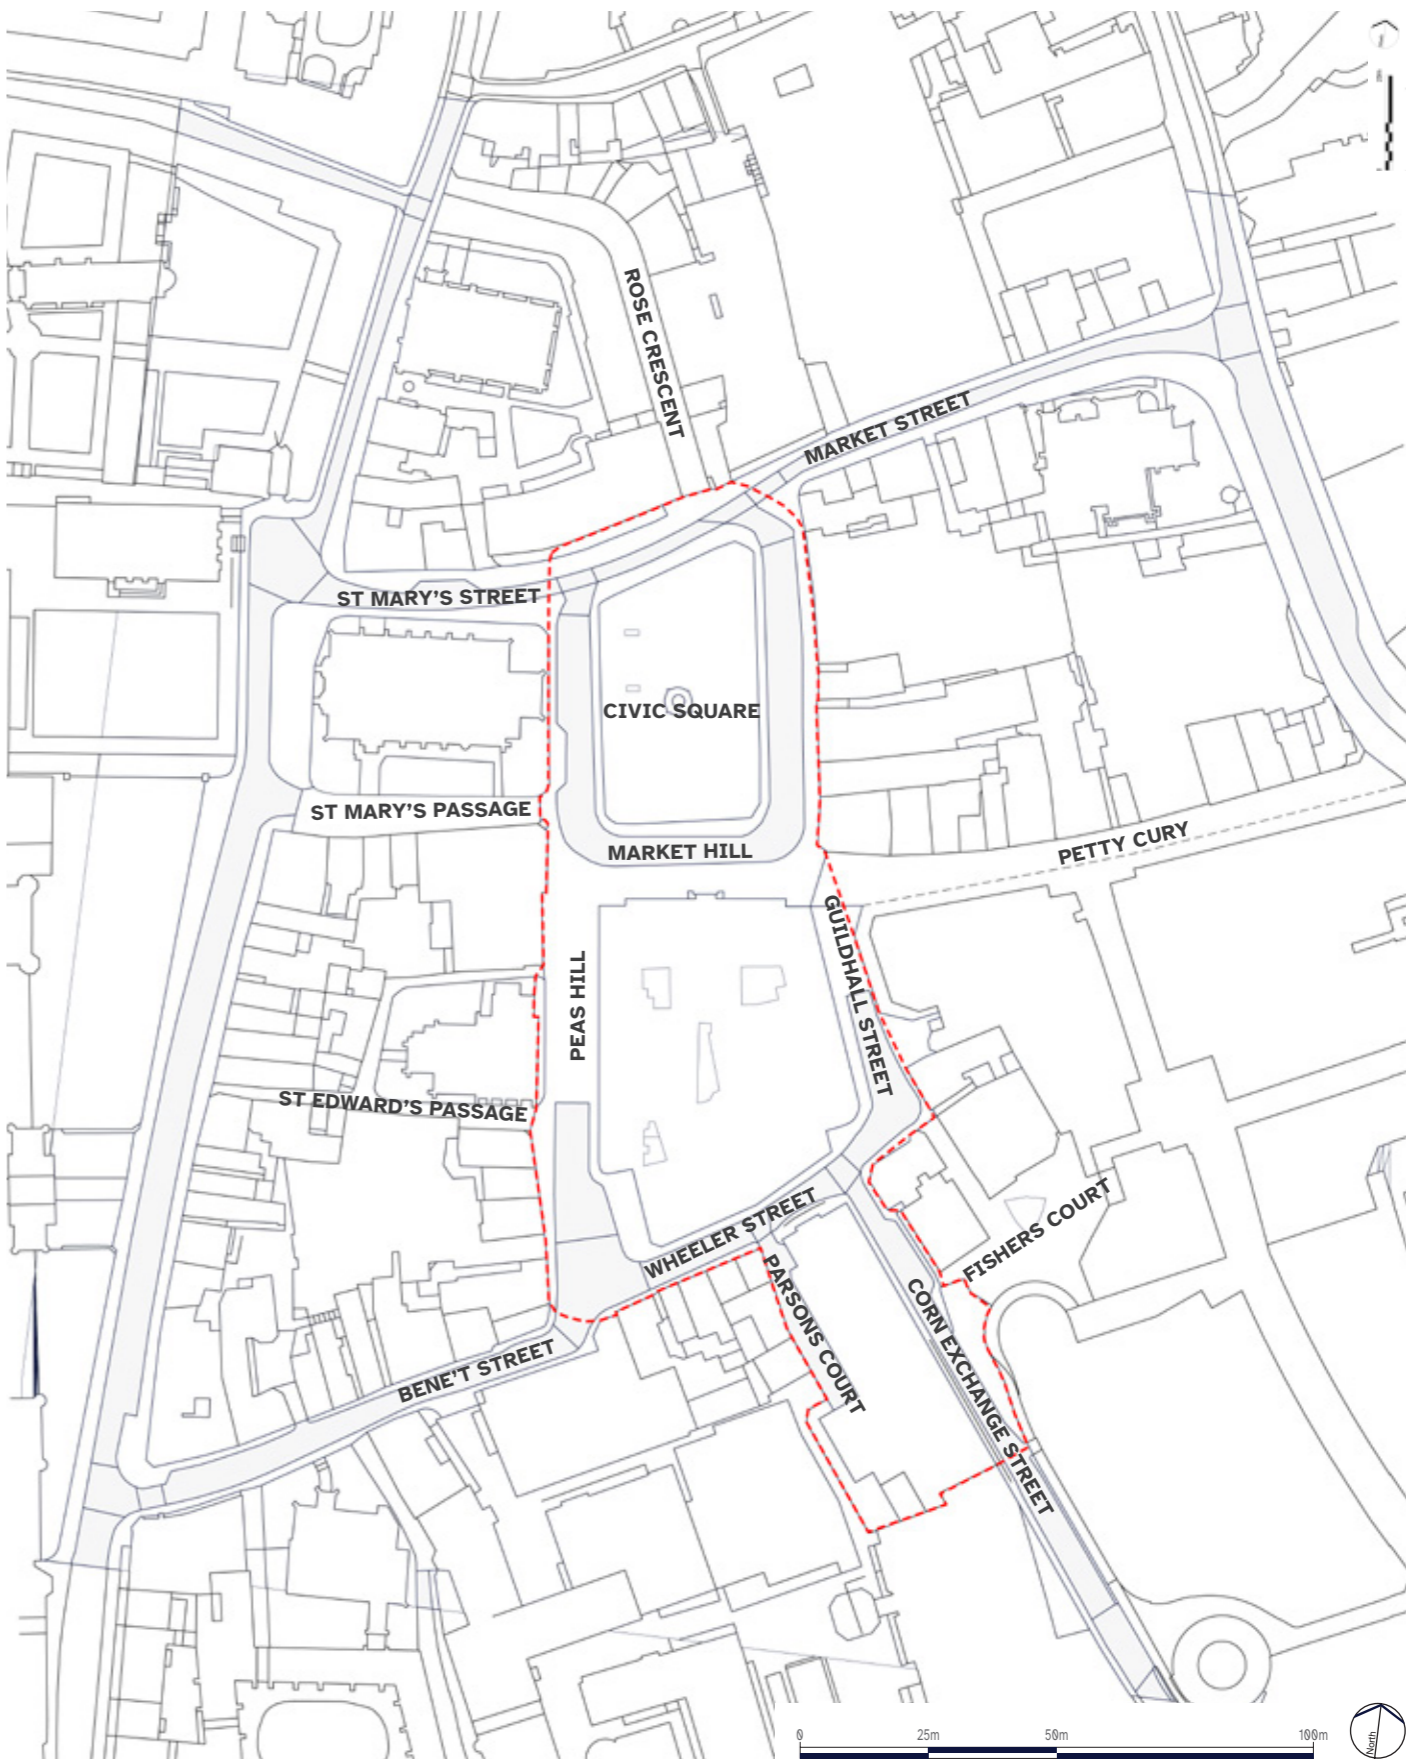 ROSE CRESCENT
MARKET STREET
ST MARY'S STREET
CIVIC SQUARE
ST MARY'S PASSAGE
MARKET HILL
PETTY CURY
GUILDHALL STREET
PEAS HILL
ST EDWARD'S PASSAGE
WHEELER STREET
FISHERS COURT
PARSONS COURT
CORN EXCHANGE STREET
BENE'T STREET
0 25m 50m 100m
North